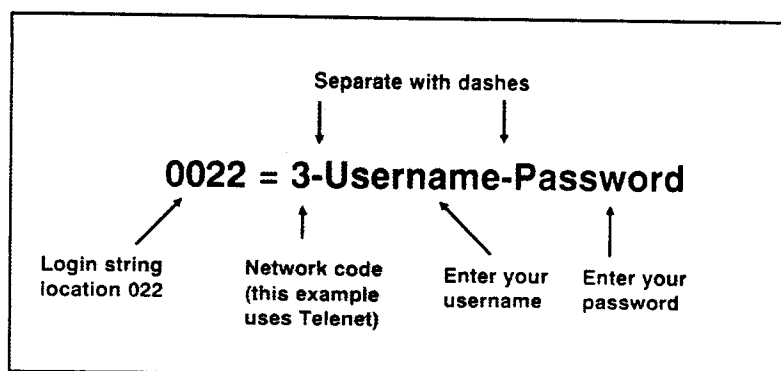 Separate with dashes
0022 = 3-Username-Password
Login string
location 022
Network code
(this example
uses Telenet)
Enter your
username
Enter your
password